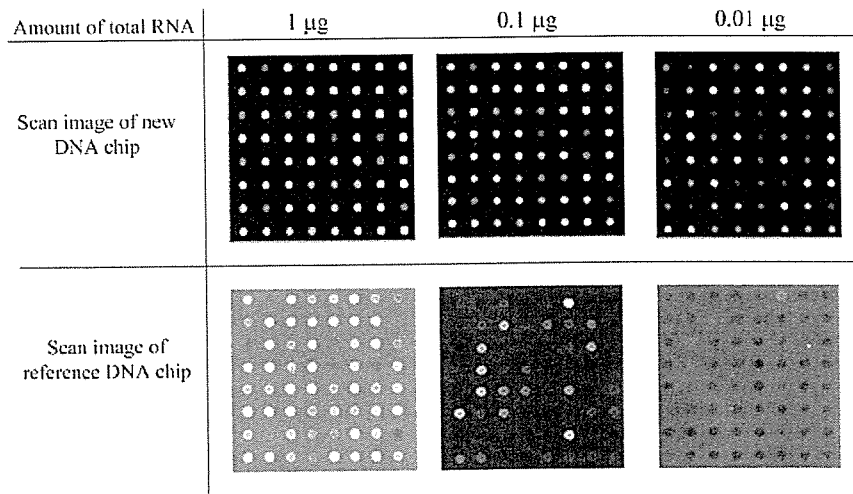 Amount of total RNA 1 μg 0.1 μg 0.01 μg
Scan image of new
DNA chip
Scan image of
reference DNA chip